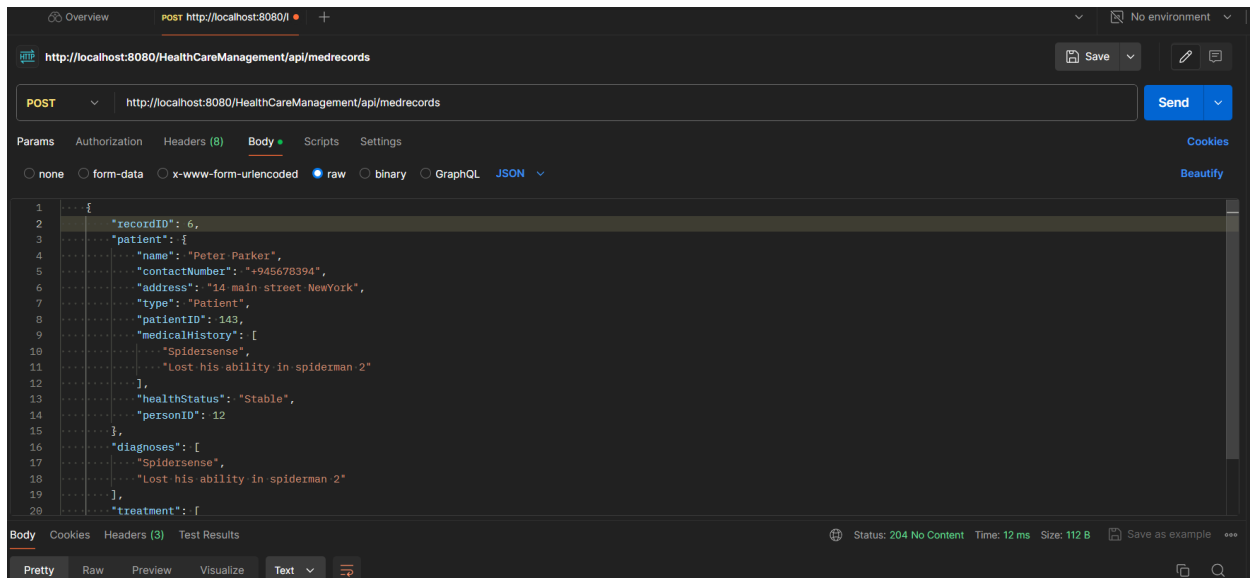 Overview POST http://localhost:8080/l No environment
HTTP http://localhost:8080/HealthCareManagement/api/medrecords Save
POST http://localhost:8080/HealthCareManagement/api/medrecords Send
Params Authorization Headers (8) Body Scripts Settings Cookies
none form-data x-www-form-urlencoded raw binary GraphQL JSON Beautify
1 {
2 "recordID": 6,
3 "patient": {
4 "name": "Peter Parker",
5 "contactNumber": "+945678394",
6 "address": "14 main street NewYork",
7 "type": "Patient",
8 "patientID": 143,
9 "medicalHistory": [
10 "Spidersense",
11 "Lost his ability in spiderman 2"
12 ],
13 "healthStatus": "Stable",
14 "personID": 12
15 },
16 "diagnoses": [
17 "Spidersense",
18 "Lost his ability in spiderman 2"
19 ],
20 "treatment": [
Body Cookies Headers (3) Test Results Status: 204 No Content Time: 12 ms Size: 112 B Save as example
Pretty Raw Preview Visualize Text